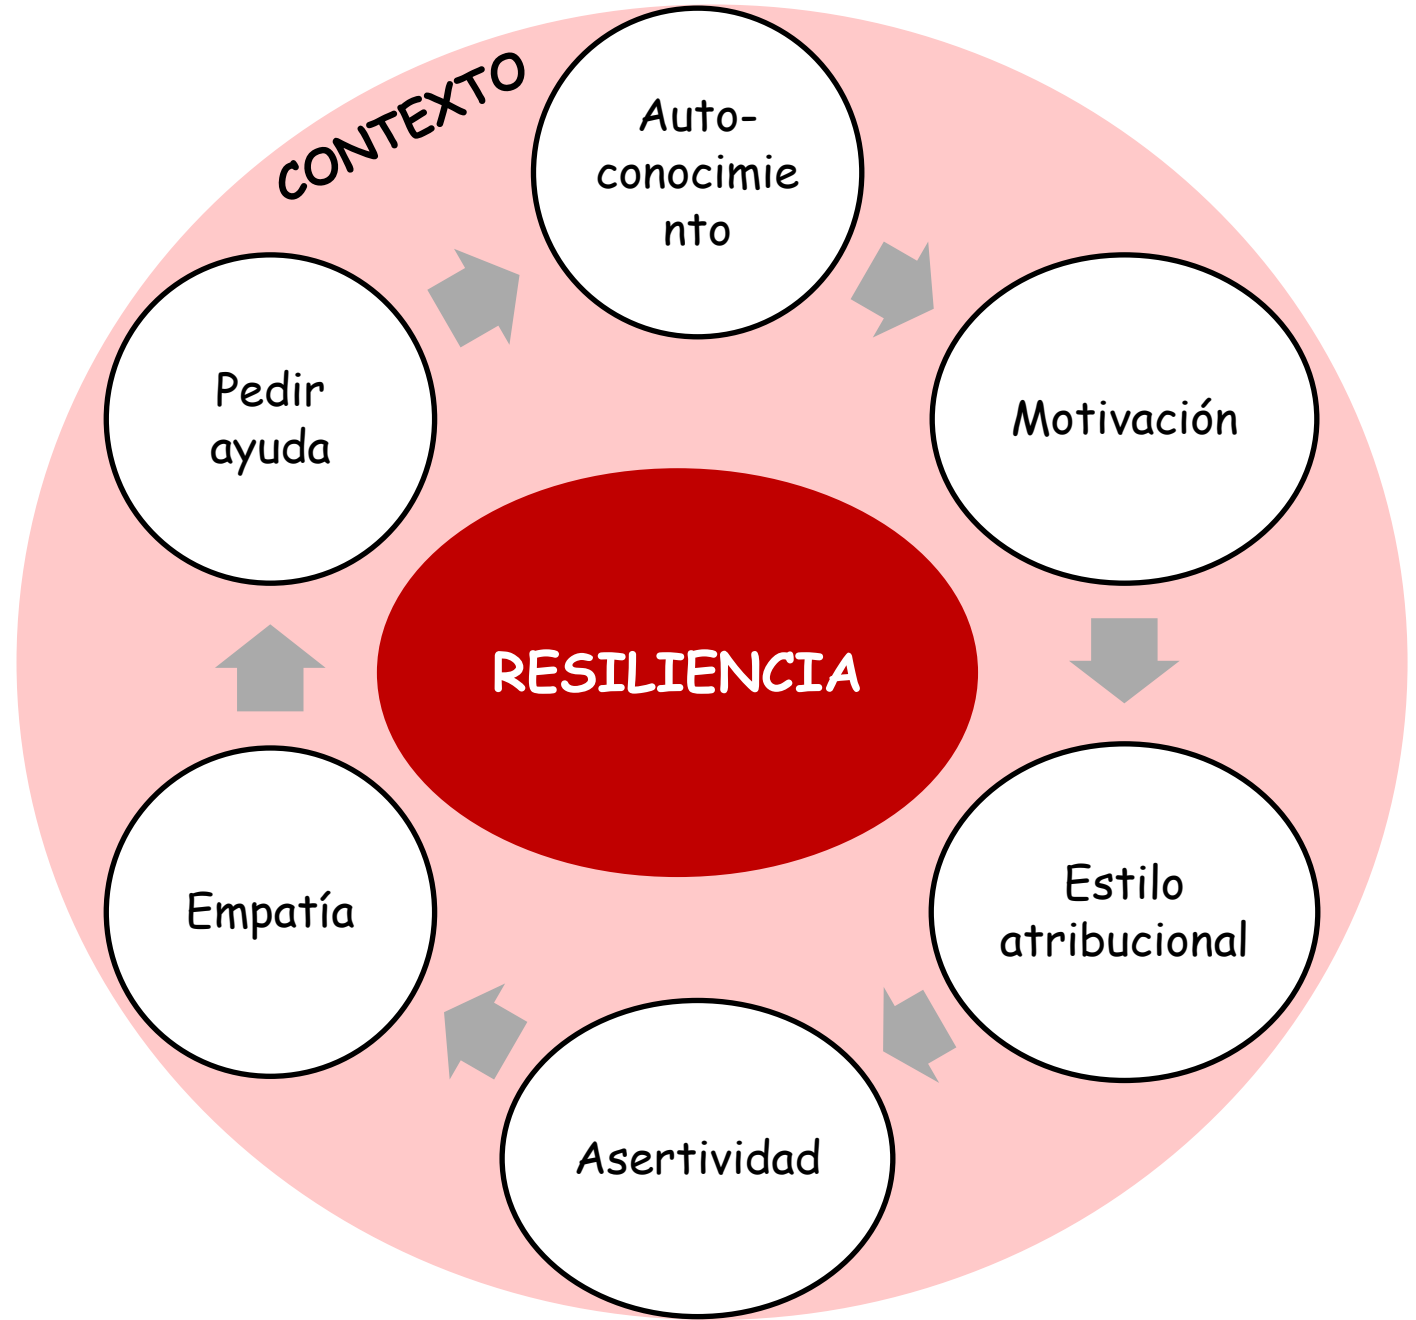 CONTEXTO
Auto-
conocimie
nto
Motivación
Estilo
atribucional
Asertividad
Empatía
Pedir
ayuda
RESILIENCIA